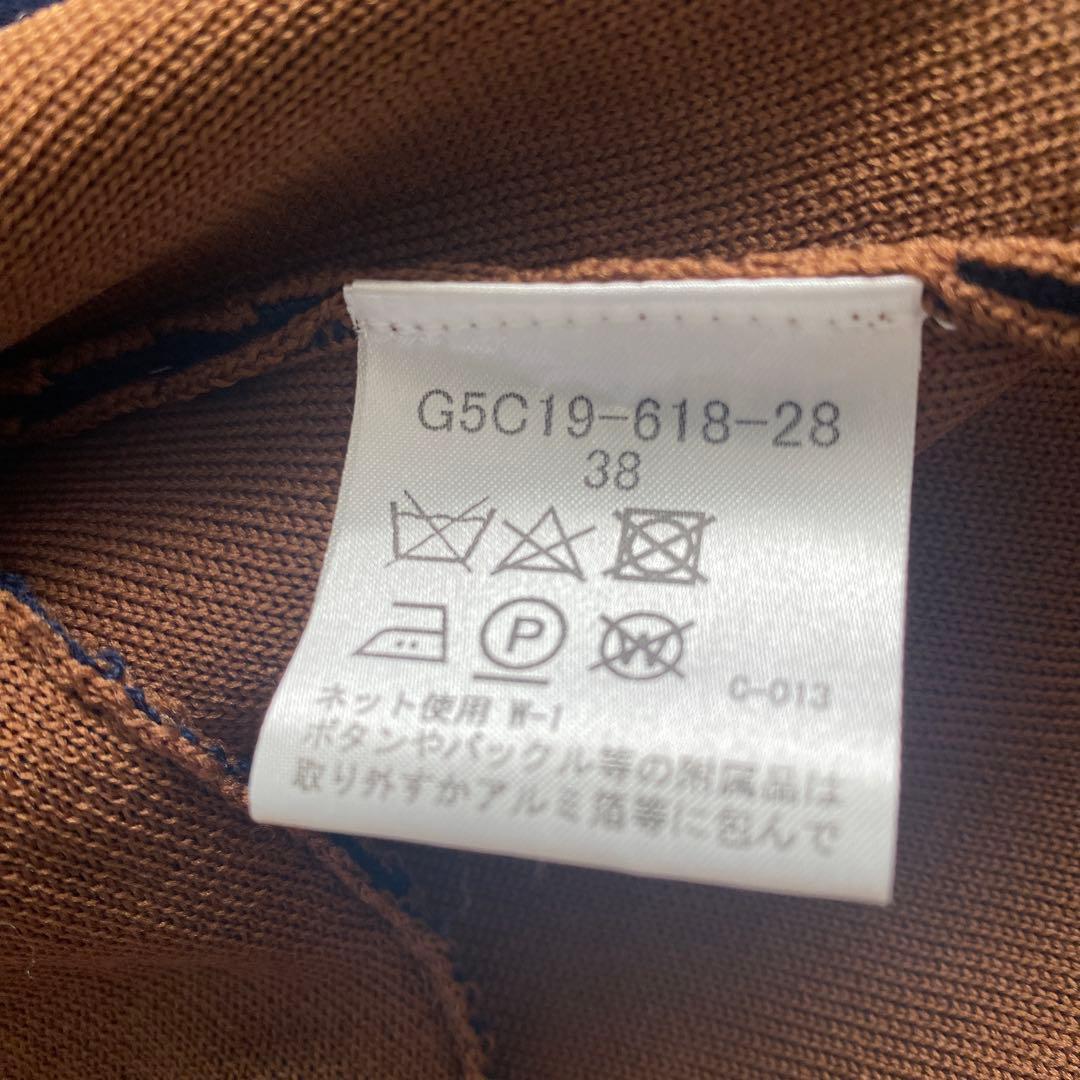 G5C19-618-28
38
P
W
C-013
ネット使用 W-1
ボタンやバックル等の附属品は
取り外すかアルミ箔等に包んで